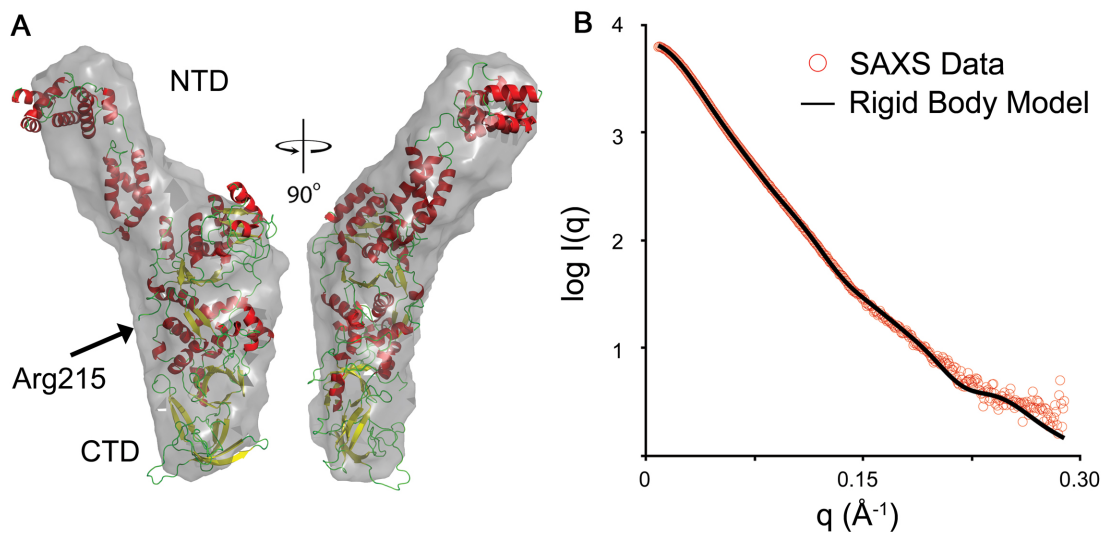 A
NTD
90°
Arg215
CTD
B
4
3
2
1
log I(q)
SAXS Data
Rigid Body Model
0
0.15
0.30
q (Å⁻¹)